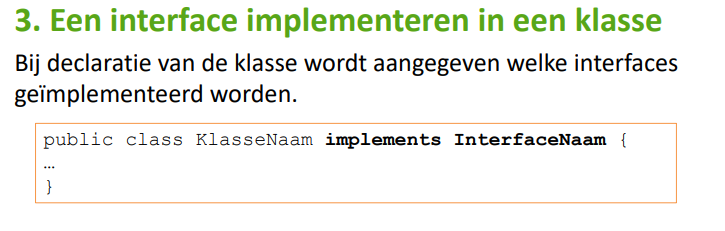 3. Een interface implementeren in een klasse
Bij declaratie van de klasse wordt aangegeven welke interfaces
geïmplementeerd worden.
public class KlasseNaam implements InterfaceNaam {
…
}